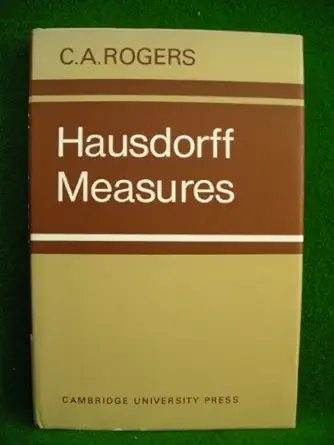 C.A.ROGERS
Hausdorff
Measures
CAMBRIDGE UNIVERSITY PRESS